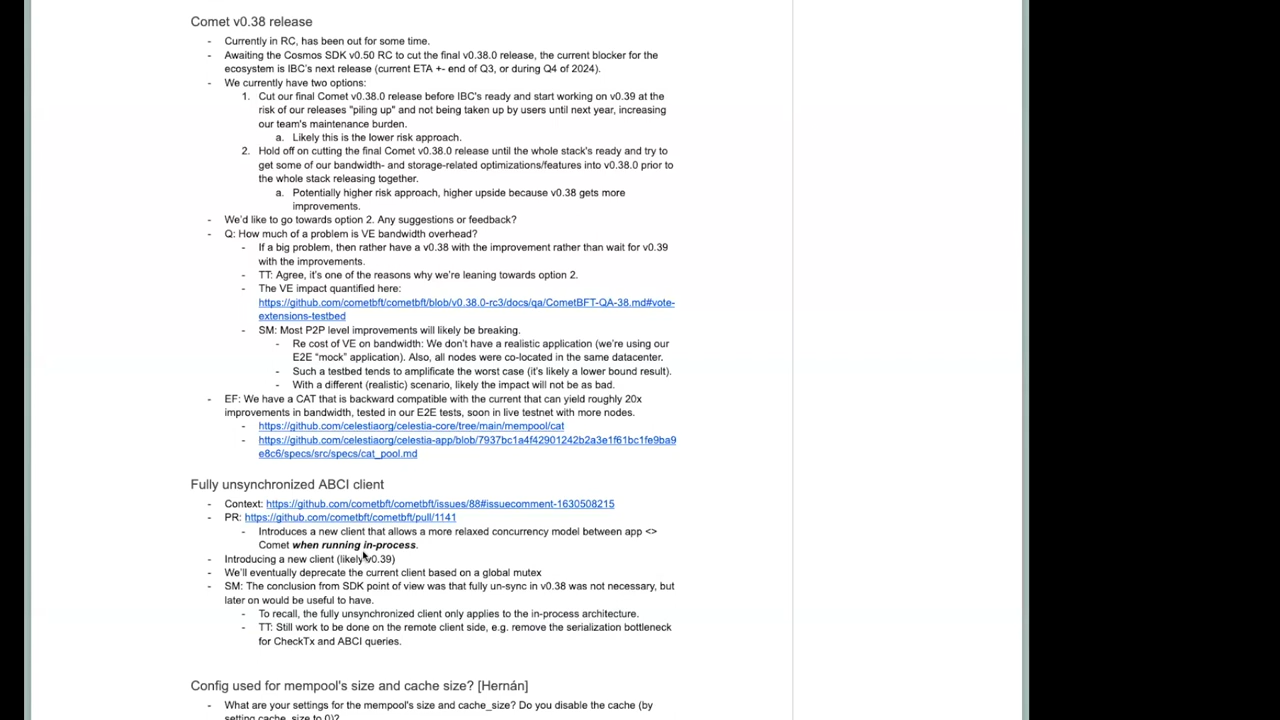 Comet v0.38 release
- Currently in RC, has been out for some time.
- Awaiting the Cosmos SDK v0.50 RC to cut the final v0.38.0 release, the current blocker for the
ecosystem is IBC's next release (current ETA +- end of Q3, or during Q4 of 2024).
- We currently have two options:
1. Cut our final Comet v0.38.0 release before IBC's ready and start working on v0.39 at the
risk of our releases "piling up" and not being taken up by users until next year, increasing
our team's maintenance burden.
a. Likely this is the lower risk approach.
2. Hold off on cutting the final Comet v0.38.0 release until the whole stack's ready and try to
get some of our bandwidth- and storage-related optimizations/features into v0.38.0 prior to
the whole stack releasing together.
a. Potentially higher risk approach, higher upside because v0.38 gets more
improvements.
- We'd like to go towards option 2. Any suggestions or feedback?
- Q: How much of a problem is VE bandwidth overhead?
- If a big problem, then rather have a v0.38 with the improvement rather than wait for v0.39
with the improvements.
- TT: Agree, it's one of the reasons why we're leaning towards option 2.
- The VE impact quantified here:
https://github.com/cometbft/cometbft/blob/v0.38.0-rc3/docs/qa/CometBFT-QA-38.md#vote-
extensions-testbed
- SM: Most P2P level improvements will likely be breaking.
- Re cost of VE on bandwidth: We don't have a realistic application (we're using our
E2E “mock” application). Also, all nodes were co-located in the same datacenter.
- Such a testbed tends to amplificate the worst case (it's likely a lower bound result).
- With a different (realistic) scenario, likely the impact will not be as bad.
- EF: We have a CAT that is backward compatible with the current that can yield roughly 20x
improvements in bandwidth, tested in our E2E tests, soon in live testnet with more nodes.
- https://github.com/celestiaorg/celestia-core/tree/main/mempool/cat
- https://github.com/celestiaorg/celestia-app/blob/7937bc1a4f42901242b2a3e1f61bc1fe9ba9
e8c6/specs/src/specs/cat_pool.md
Fully unsynchronized ABCI client
- Context: https://github.com/cometbft/cometbft/issues/88#issuecomment-1630508215
- PR: https://github.com/cometbft/cometbft/pull/1141
- Introduces a new client that allows a more relaxed concurrency model between app <>
Comet when running in-process.
- Introducing a new client (likely v0.39)
- We'll eventually deprecate the current client based on a global mutex
- SM: The conclusion from SDK point of view was that fully un-sync in v0.38 was not necessary, but
later on would be useful to have.
- To recall, the fully unsynchronized client only applies to the in-process architecture.
- TT: Still work to be done on the remote client side, e.g. remove the serialization bottleneck
for CheckTx and ABCI queries.
Config used for mempool's size and cache size? [Hernán]
- What are your settings for the mempool's size and cache_size? Do you disable the cache (by
setting cache_size to 0)?